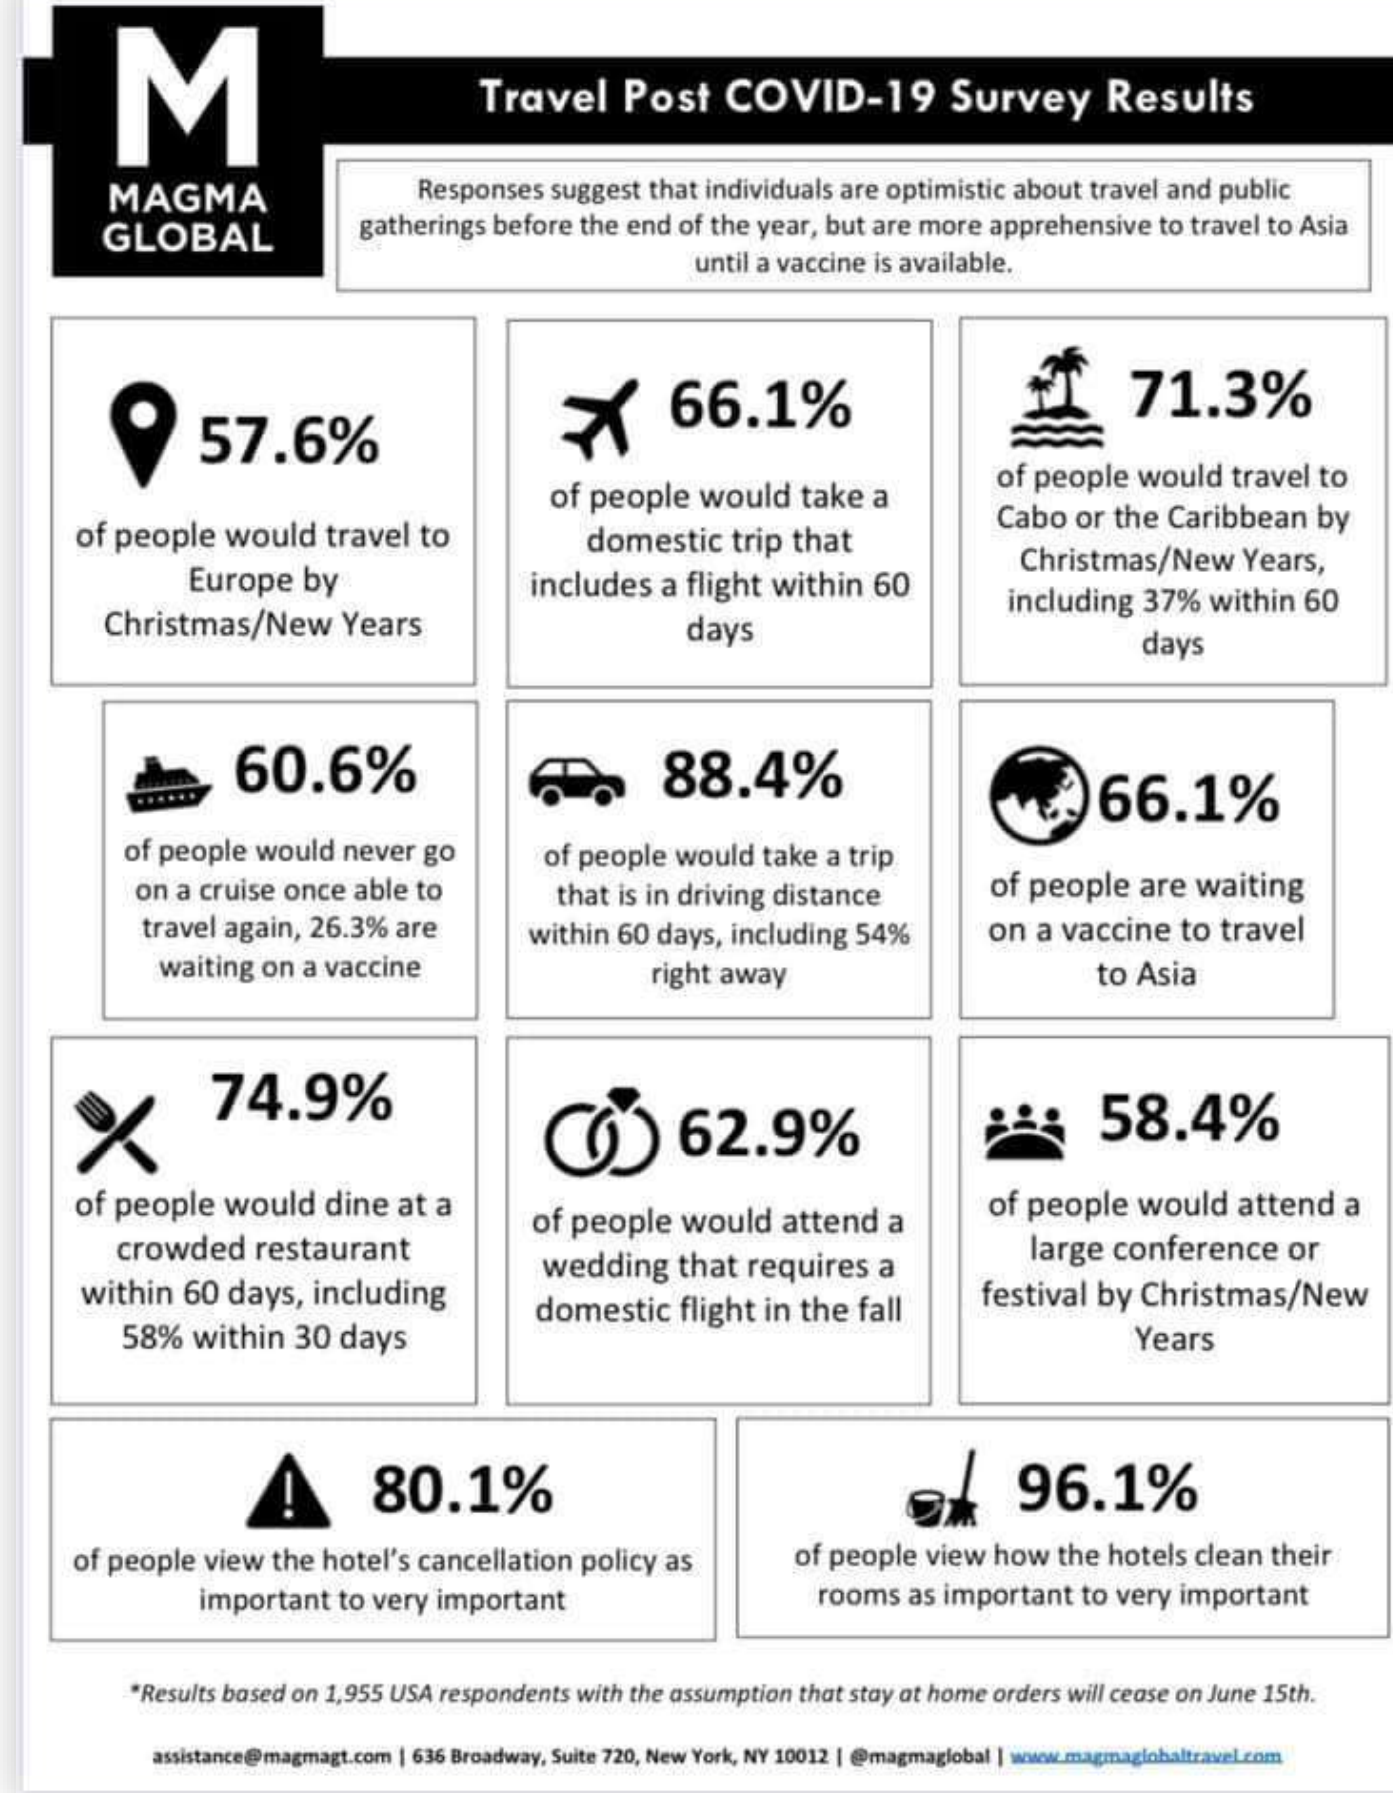 M
MAGMA
GLOBAL
Travel Post COVID-19 Survey Results
Responses suggest that individuals are optimistic about travel and public
gatherings before the end of the year, but are more apprehensive to travel to Asia
until a vaccine is available.
57.6%
of people would travel to
Europe by
Christmas/New Years
66.1%
of people would take a
domestic trip that
includes a flight within 60
days
71.3%
of people would travel to
Cabo or the Caribbean by
Christmas/New Years,
including 37% within 60
days
60.6%
of people would never go
on a cruise once able to
travel again, 26.3% are
waiting on a vaccine
88.4%
of people would take a trip
that is in driving distance
within 60 days, including 54%
right away
66.1%
of people are waiting
on a vaccine to travel
to Asia
74.9%
of people would dine at a
crowded restaurant
within 60 days, including
58% within 30 days
62.9%
of people would attend a
wedding that requires a
domestic flight in the fall
58.4%
of people would attend a
large conference or
festival by Christmas/New
Years
80.1%
of people view the hotel's cancellation policy as
important to very important
96.1%
of people view how the hotels clean their
rooms as important to very important
*Results based on 1,955 USA respondents with the assumption that stay at home orders will cease on June 15th.
assistance@magmagt.com | 636 Broadway, Suite 720, New York, NY 10012 | @magmaglobal | www.magmaglobaltravel.com